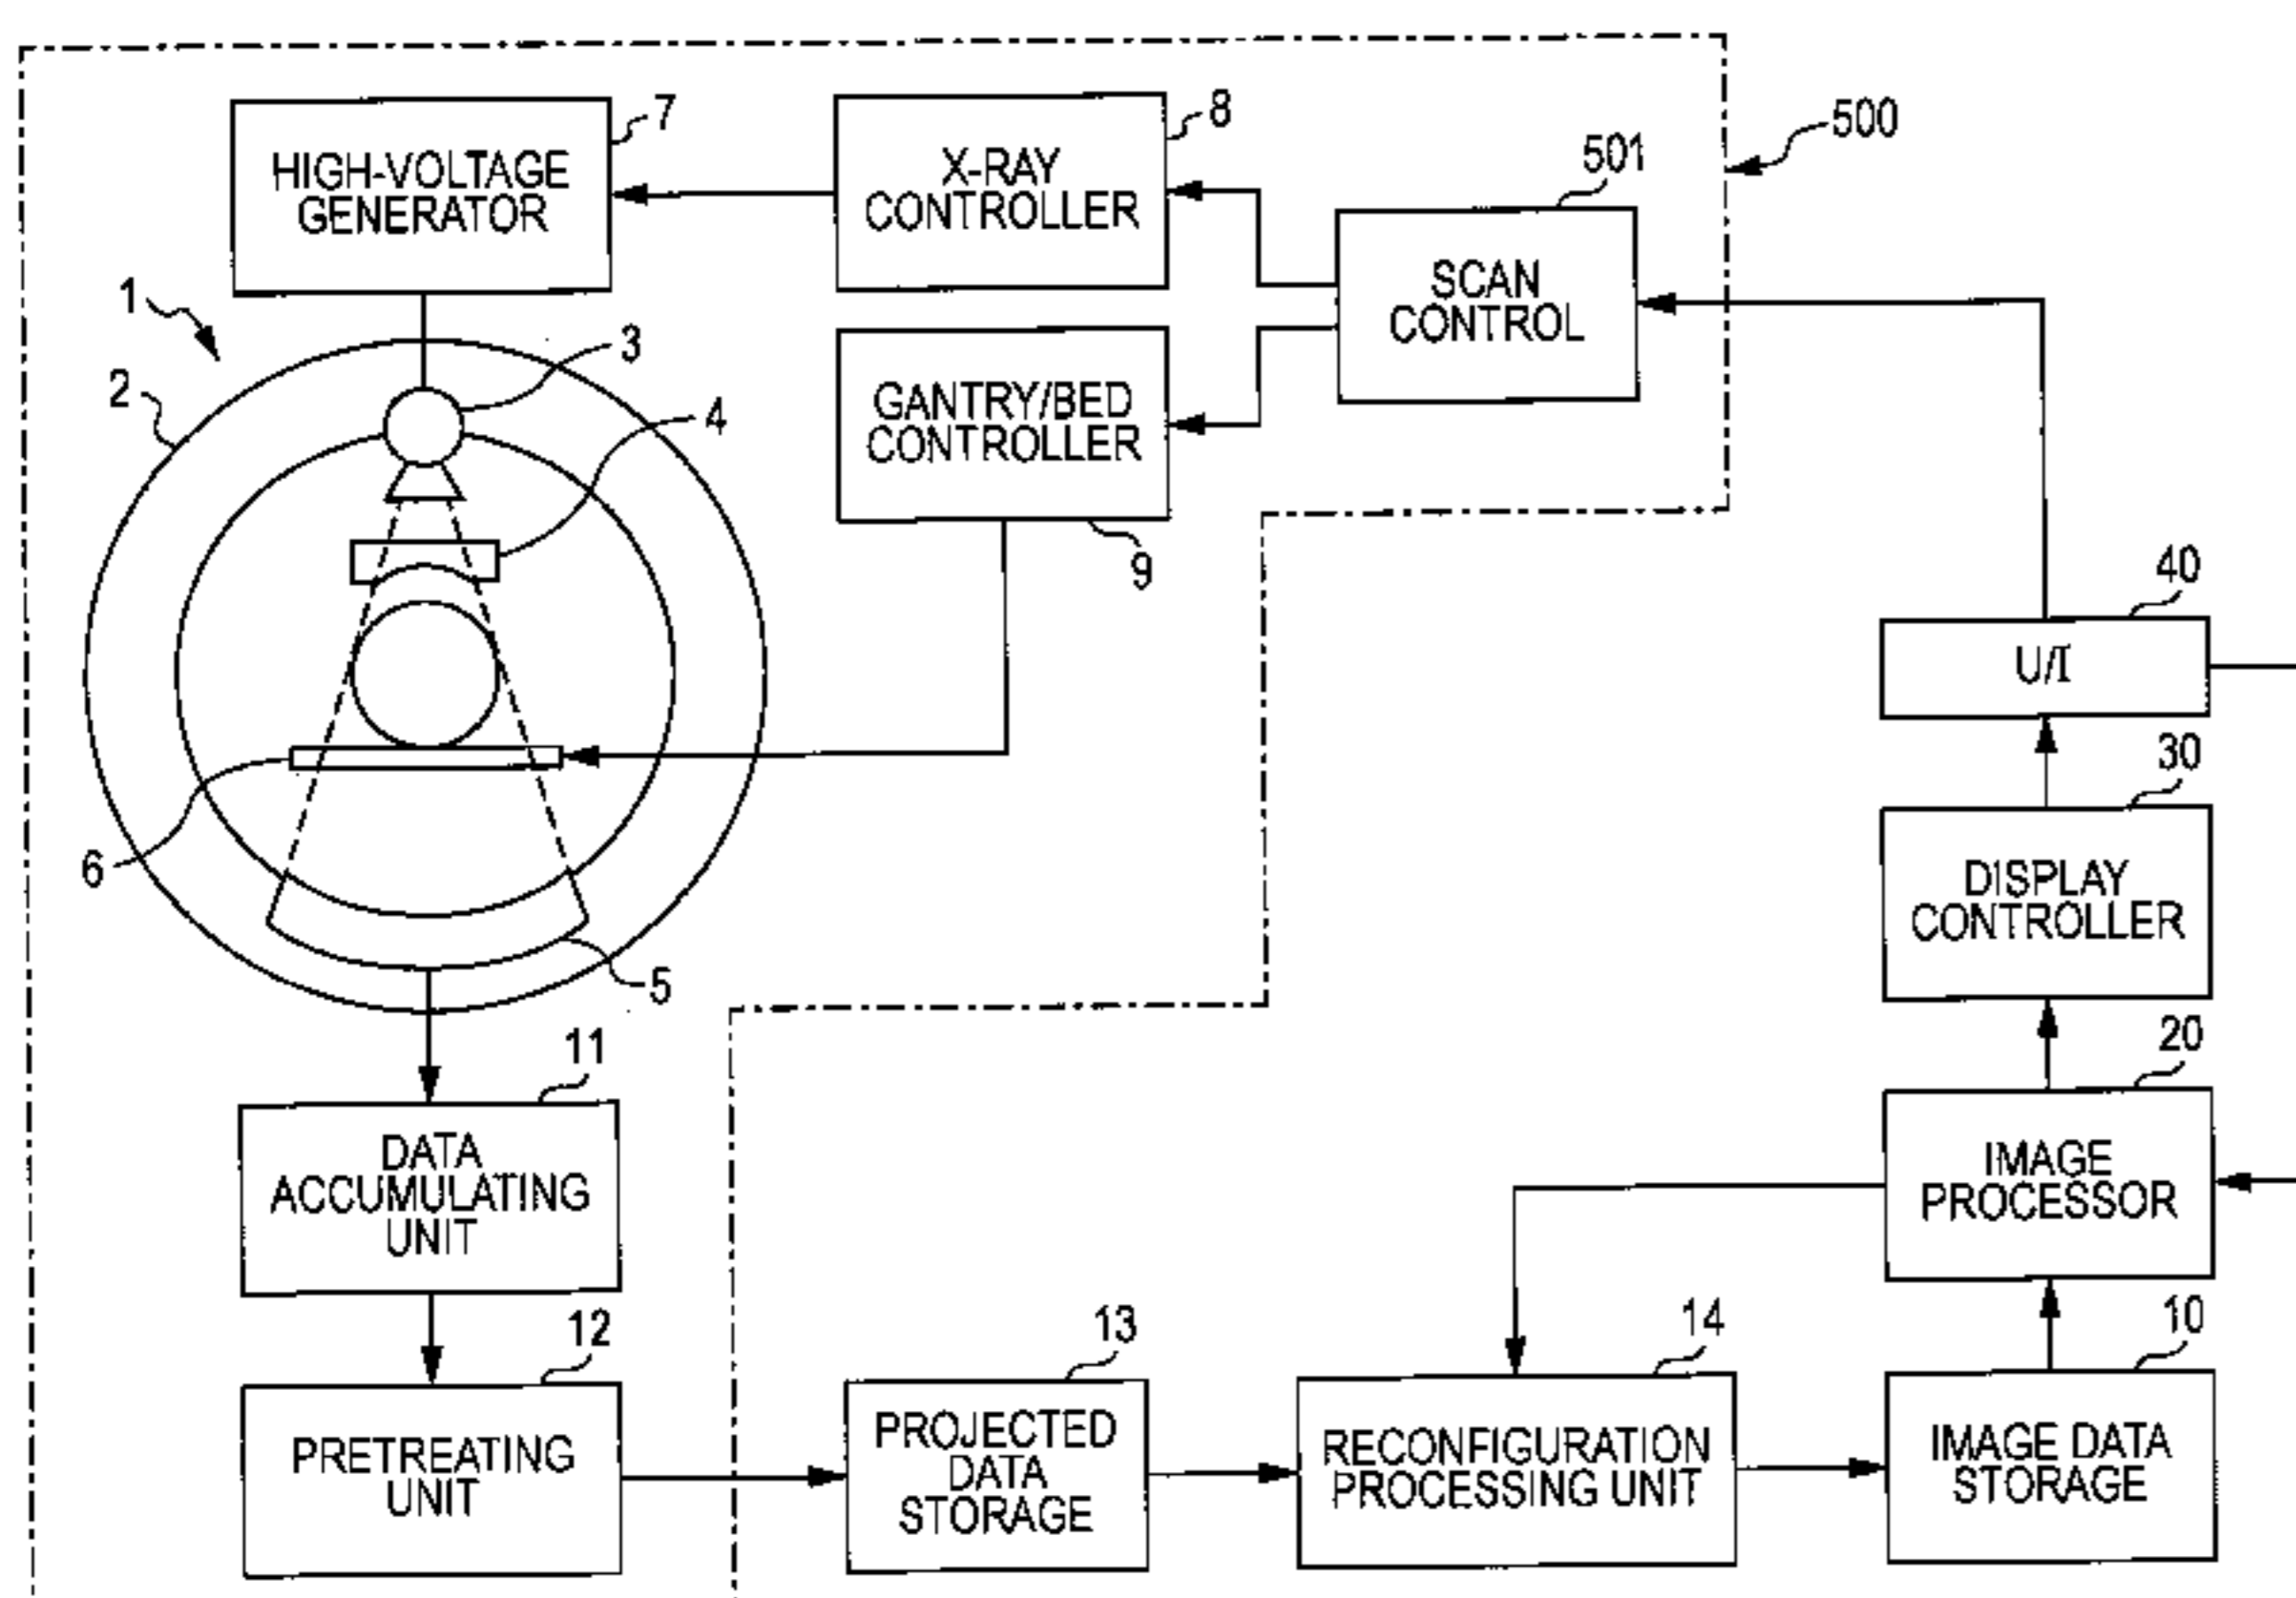 7
HIGH-VOLTAGE
GENERATOR
8
X-RAY
CONTROLLER
500
501
SCAN
CONTROL
1
2
3
4
GANTRY/BED
CONTROLLER
9
40
U/I
6
5
30
DISPLAY
CONTROLLER
20
IMAGE
PROCESSOR
11
DATA
ACCUMULATING
UNIT
12
PRETREATING
UNIT
13
PROJECTED
DATA
STORAGE
14
RECONFIGURATION
PROCESSING UNIT
10
IMAGE DATA
STORAGE